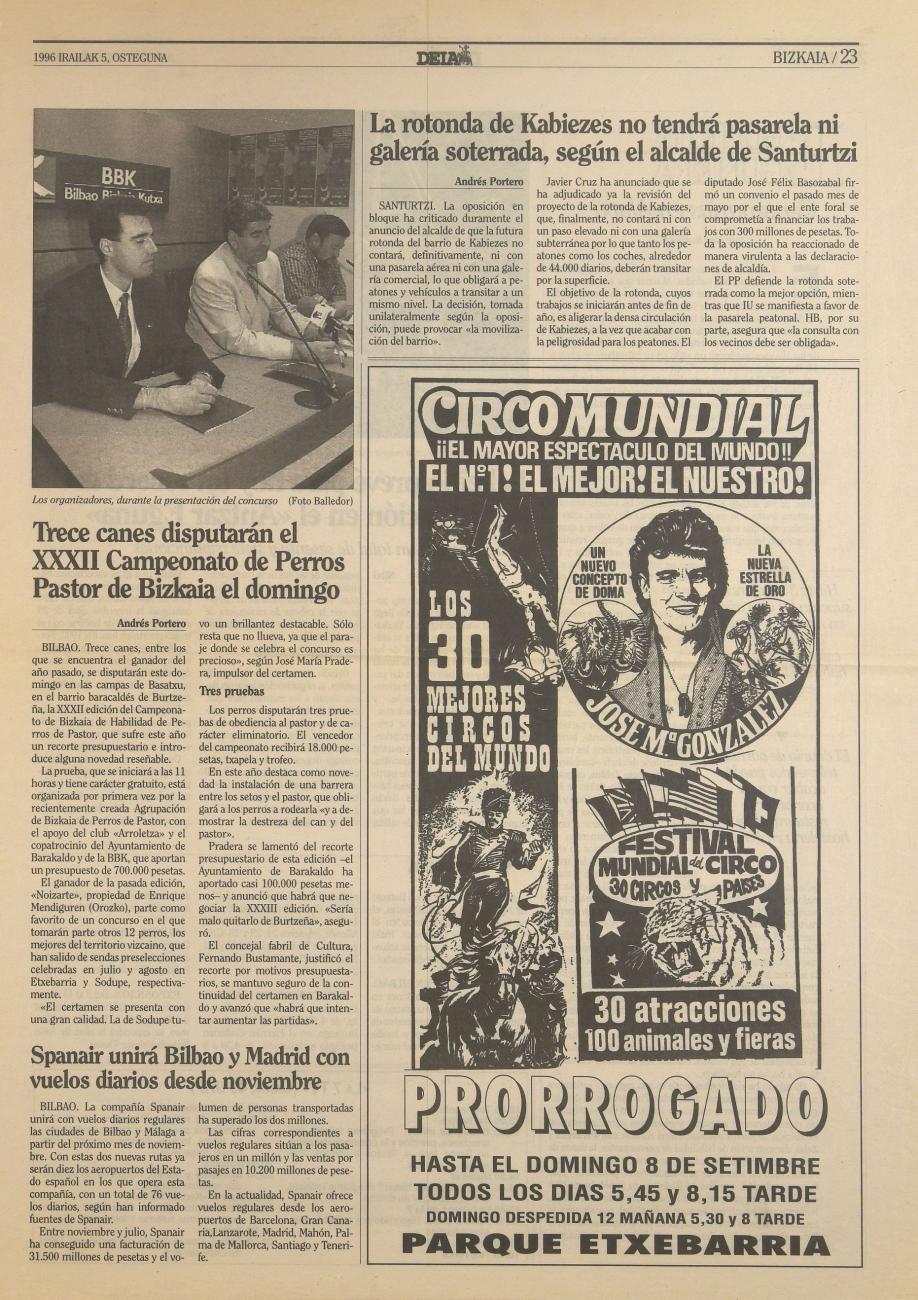 1996 IRAILAK 5, OSTEGUNA
DEIA
BIZKAIA / 23
BBK
Bilbao Bizkaia Kutxa
Los organizadores, durante la presentación del concurso (Foto Balledor)
Trece canes disputarán el
XXXII Campeonato de Perros
Pastor de Bizkaia el domingo
Andrés Portero
BILBAO. Trece canes, entre los
que se encuentra el ganador del
año pasado, se disputarán este do-
mingo en las campas de Basatxu,
en el barrio baracaldés de Burtze-
ña, la XXXII edición del Campeona-
to de Bizkaia de Habilidad de Pe-
rros de Pastor, que sufre este año
un recorte presupuestario e intro-
duce alguna novedad reseñable.
La prueba, que se iniciará a las 11
horas y tiene carácter gratuito, está
organizada por primera vez por la
recientemente creada Agrupación
de Bizkaia de Perros de Pastor, con
el apoyo del club «Arroletza» y el
copatrocinio del Ayuntamiento de
Barakaldo y de la BBK, que aportan
un presupuesto de 700.000 pesetas.
El ganador de la pasada edición,
«Noizarte», propiedad de Enrique
Mendiguren (Orozko), parte como
favorito de un concurso en el que
tomarán parte otros 12 perros, los
mejores del territorio vizcaino, que
han salido de sendas preselecciones
celebradas en julio y agosto en
Etxebarria y Sodupe, respectiva-
mente.
«El certamen se presenta con
una gran calidad. La de Sodupe tu-
vo un brillantez destacable. Sólo
resta que no llueva, ya que el para-
je donde se celebra el concurso es
precioso», según José María Prade-
ra, impulsor del certamen.
Tres pruebas
Los perros disputarán tres prue-
bas de obediencia al pastor y de ca-
rácter eliminatorio. El vencedor
del campeonato recibirá 18.000 pe-
setas, txapela y trofeo.
En este año destaca como nove-
dad la instalación de una barrera
entre los setos y el pastor, que obli-
gará a los perros a rodearla «y a de-
mostrar la destreza del can y del
pastor».
Pradera se lamentó del recorte
presupuestario de esta edición –el
Ayuntamiento de Barakaldo ha
aportado casi 100.000 pesetas me-
nos– y anunció que habrá que ne-
gociar la XXXIII edición. «Sería
malo quitarlo de Burtzeña», asegu-
ró.
El concejal fabril de Cultura,
Fernando Bustamante, justificó el
recorte por motivos presupuesta-
rios, se mantuvo seguro de la con-
tinuidad del certamen en Barakal-
do y avanzó que «habrá que inten-
tar aumentar las partidas».
Spanair unirá Bilbao y Madrid con
vuelos diarios desde noviembre
BILBAO. La compañía Spanair
unirá con vuelos diarios regulares
las ciudades de Bilbao y Málaga a
partir del próximo mes de noviem-
bre. Con estas dos nuevas rutas ya
serán diez los aeropuertos del Esta-
do español en los que opera esta
compañía, con un total de 76 vue-
los diarios, según han informado
fuentes de Spanair.
Entre noviembre y julio, Spanair
ha conseguido una facturación de
31.500 millones de pesetas y el vo-
lumen de personas transportadas
ha superado los dos millones.
Las cifras correspondientes a
vuelos regulares sitúan a los pasa-
jeros en un millón y las ventas por
pasajes en 10.200 millones de pese-
tas.
En la actualidad, Spanair ofrece
vuelos regulares desde los aero-
puertos de Barcelona, Gran Cana-
ria,Lanzarote, Madrid, Mahón, Pal-
ma de Mallorca, Santiago y Teneri-
fe.
La rotonda de Kabiezes no tendrá pasarela ni
galería soterrada, según el alcalde de Santurtzi
Andrés Portero
SANTURTZI. La oposición en
bloque ha criticado duramente el
anuncio del alcalde de que la futura
rotonda del barrio de Kabiezes no
contará, definitivamente, ni con
una pasarela aérea ni con una gale-
ría comercial, lo que obligará a pe-
atones y vehículos a transitar a un
mismo nivel. La decisión, tomada
unilateralmente según la oposi-
ción, puede provocar «la moviliza-
ción del barrio».
Javier Cruz ha anunciado que se
ha adjudicado ya la revisión del
proyecto de la rotonda de Kabiezes,
que, finalmente, no contará ni con
un paso elevado ni con una galería
subterránea por lo que tanto los pe-
atones como los coches, alrededor
de 44.000 diarios, deberán transitar
por la superficie.
El objetivo de la rotonda, cuyos
trabajos se iniciarán antes de fin de
año, es aligerar la densa circulación
de Kabiezes, a la vez que acabar con
la peligrosidad para los peatones. El
diputado José Félix Basozabal fir-
mó un convenio el pasado mes de
mayo por el que el ente foral se
comprometía a financiar los traba-
jos con 300 millones de pesetas. To-
da la oposición ha reaccionado de
manera virulenta a las declaracio-
nes de alcaldía.
El PP defiende la rotonda sote-
rrada como la mejor opción, mien-
tras que IU se manifiesta a favor de
la pasarela peatonal. HB, por su
parte, asegura que «la consulta con
los vecinos debe ser obligada».
CIRCO MUNDIAL
¡¡EL MAYOR ESPECTACULO DEL MUNDO!!
EL Nº1! EL MEJOR! EL NUESTRO!
LOS
30
MEJORES
CIRCOS
DEL MUNDO
UN
NUEVO
CONCEPTO
DE DOMA
LA
NUEVA
ESTRELLA
DE ORO
JOSE Mª GONZALEZ
FESTIVAL
MUNDIAL del CIRCO
30 CIRCOS y PAISES
30 atracciones
100 animales y fieras
PRORROGADO
HASTA EL DOMINGO 8 DE SETIMBRE
TODOS LOS DIAS 5,45 y 8,15 TARDE
DOMINGO DESPEDIDA 12 MAÑANA 5,30 y 8 TARDE
PARQUE ETXEBARRIA